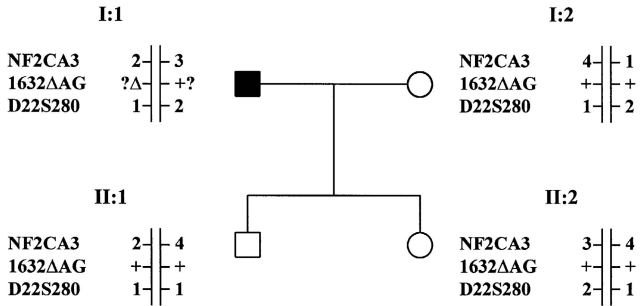 I:1 I:2
NF2CA3 2 3 NF2CA3 4 1
1632ΔAG ?Δ +? 1632ΔAG + +
D22S280 1 2 D22S280 1 2
II:1 II:2
NF2CA3 2 4 NF2CA3 3 4
1632ΔAG + + 1632ΔAG + +
D22S280 1 1 D22S280 2 1